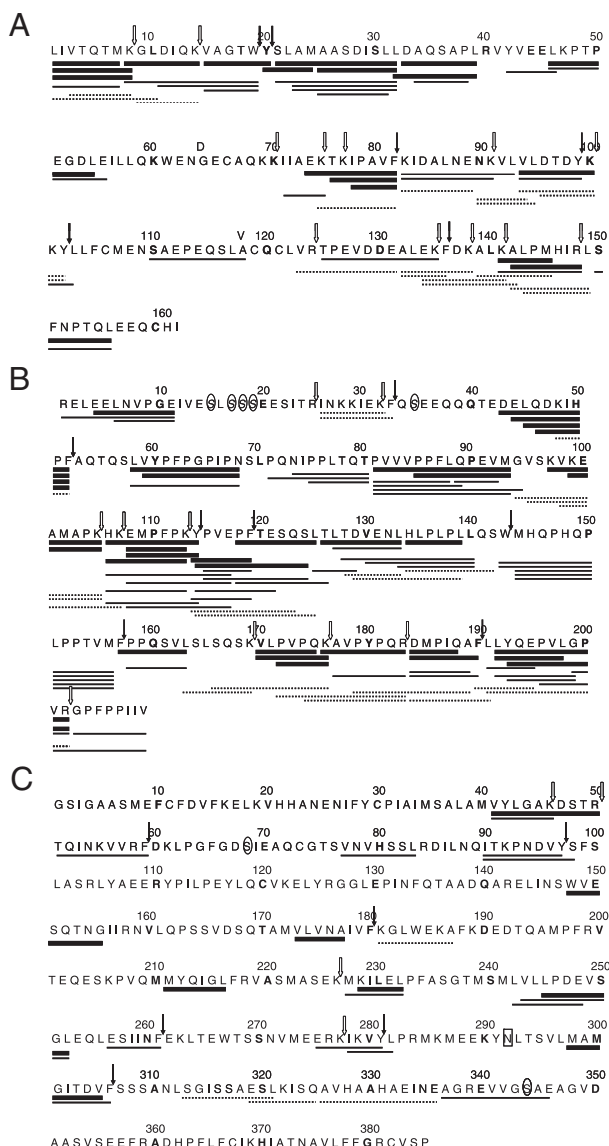 A
10 20 30 40 50
LIVTQTMKGLDIQKVAGTWYSLAMAASDISLLDAQSAPLRVYVEELKPTP
60 D 70 80 90 100
EGDLEILLQKWENGECAQKKIIAEKTKIPAVFKIDALNENKVLVLDTDYK
110 V 120 130 140 150
KYLLFCMENSAEPEQSLACQCLVRTPEVDDEALEKFDKALKALPMHIRLS
160
FNPTQLEEQCHI
B
10 20 30 40 50
RELEELNVPGEIVESLSSSEESITRINKKIEKFQSEEQQQTEDELQDKIH
60 70 80 90 100
PFAQTQSLVYPFPGPIPNSLPQNIPPLTQTPVVVPPFLQPEVMGVSKVKE
110 120 130 140 150
AMAPKHKEMPFPKYPVEPFTESQSLTLTDVENLHLPLPLLQSWMHQPHQP
160 170 180 190 200
LPPTVMFPPQSVLSLSQSKVLPVPQKAVPYPQRDMPIQAFLLYQEPVLGP
VRGPFPPIIV
C
10 20 30 40 50
GSIGAASMEFCFDVFKELKVHHANENIFYCPIAIMSALAMVYLGAKDSTR
60 70 80 90 100
TQINKVVRFDKLPGFGDSIEAQCGTSVNVHSSLRDILNQITKPNDVYSFS
110 120 130 140 150
LASRLYAEERYPILPEYLQCVKELYRGGLEPINFQTAADQARELINSWVE
160 170 180 190 200
SQTNGIIRNVLQPSSVDSQTAMVLVNAIVFKGLWEKAFKDEDTQAMPFRV
210 220 230 240 250
TEQESKPVQMMYQIGLFRVASMASEKMKILELPFASGTMSMLVLLPDEVS
260 270 280 290 300
GLEQLESIINFEKLTEWTSSNVMEERKIKVYLPRMKMEEKYNLTSVLMAM
310 320 330 340 350
GITDVFSSSANLSGISSAESLKISQAVHAAHAEINEAGREVVGSAEAGVD
360 370 380
AASVSEEFRADHPFLFCIKHIATNAVLFFGRCVSP